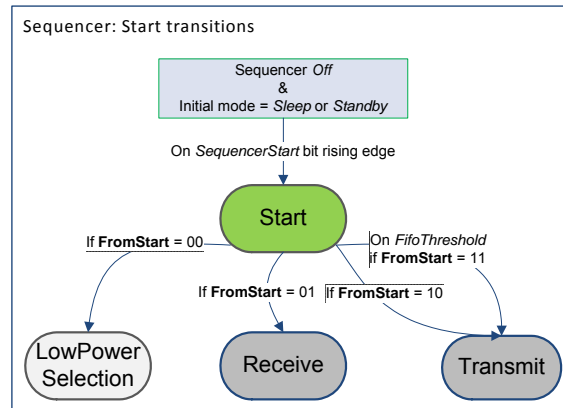 Sequencer: Start transitions
Sequencer Off
&
Initial mode = Sleep or Standby
On SequencerStart bit rising edge
Start
If FromStart = 00
On FifoThreshold
if FromStart = 11
If FromStart = 01
If FromStart = 10
LowPower
Selection
Receive
Transmit